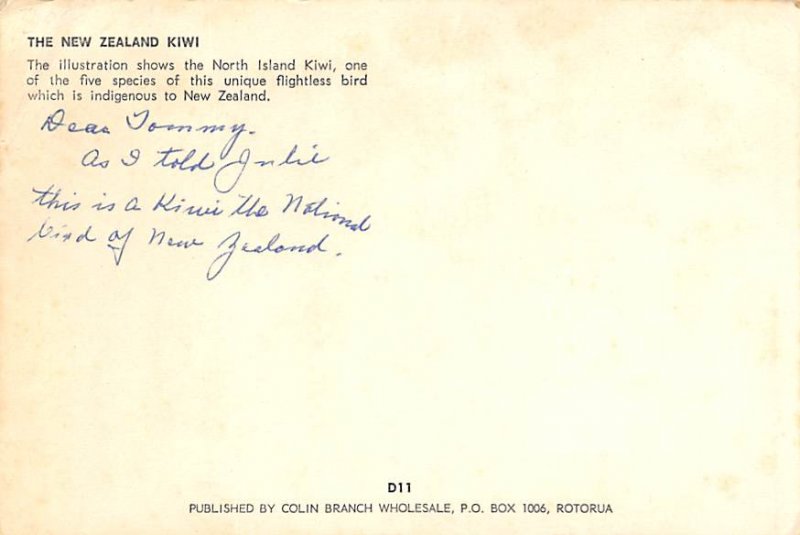 THE NEW ZEALAND KIWI
The illustration shows the North Island Kiwi, one
of the five species of this unique flightless bird
which is indigenous to New Zealand.
Dear Tommy.
As I told Julie
this is a Kiwi the National
bird of New Zealand.
D11
PUBLISHED BY COLIN BRANCH WHOLESALE, P.O. BOX 1006, ROTORUA